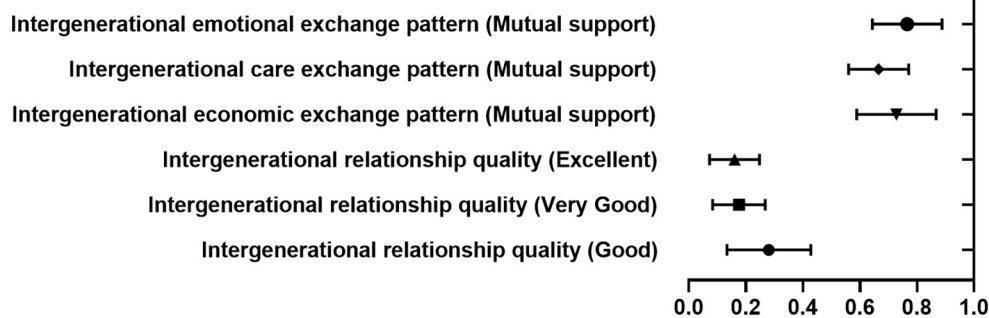 Intergenerational emotional exchange pattern (Mutual support)
Intergenerational care exchange pattern (Mutual support)
Intergenerational economic exchange pattern (Mutual support)
Intergenerational relationship quality (Excellent)
Intergenerational relationship quality (Very Good)
Intergenerational relationship quality (Good)
0.0 0.2 0.4 0.6 0.8 1.0